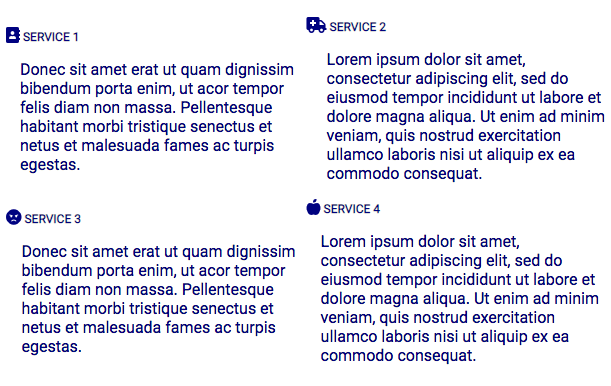 SERVICE 1
Donec sit amet erat ut quam dignissim
bibendum porta enim, ut acor tempor
felis diam non massa. Pellentesque
habitant morbi tristique senectus et
netus et malesuada fames ac turpis
egestas.
SERVICE 2
Lorem ipsum dolor sit amet,
consectetur adipiscing elit, sed do
eiusmod tempor incididunt ut labore et
dolore magna aliqua. Ut enim ad minim
veniam, quis nostrud exercitation
ullamco laboris nisi ut aliquip ex ea
commodo consequat.
SERVICE 3
Donec sit amet erat ut quam dignissim
bibendum porta enim, ut acor tempor
felis diam non massa. Pellentesque
habitant morbi tristique senectus et
netus et malesuada fames ac turpis
egestas.
SERVICE 4
Lorem ipsum dolor sit amet,
consectetur adipiscing elit, sed do
eiusmod tempor incididunt ut labore et
dolore magna aliqua. Ut enim ad minim
veniam, quis nostrud exercitation
ullamco laboris nisi ut aliquip ex ea
commodo consequat.